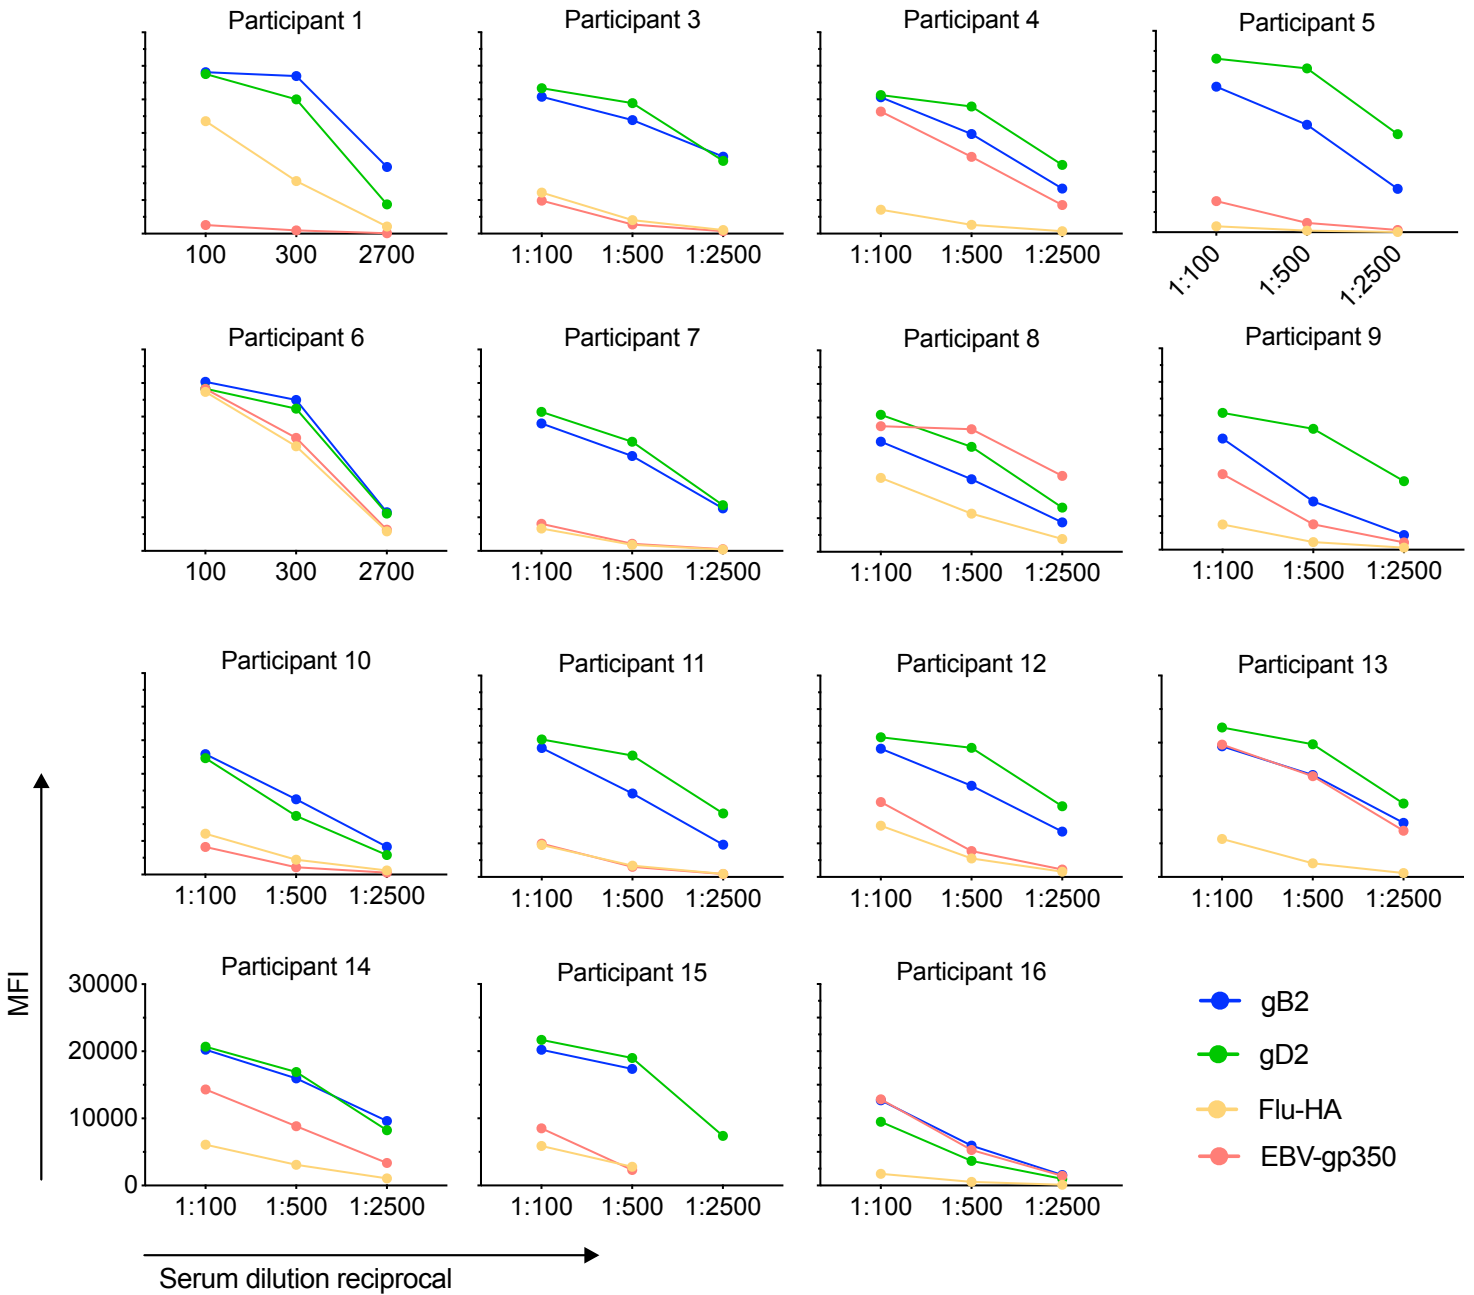 Participant 1
Participant 3
Participant 4
Participant 5
100 300 2700
1:100 1:500 1:2500
1:100 1:500 1:2500
1:100 1:500 1:2500
Participant 6
Participant 7
Participant 8
Participant 9
100 300 2700
1:100 1:500 1:2500
1:100 1:500 1:2500
1:100 1:500 1:2500
Participant 10
Participant 11
Participant 12
Participant 13
1:100 1:500 1:2500
1:100 1:500 1:2500
1:100 1:500 1:2500
1:100 1:500 1:2500
Participant 14
Participant 15
Participant 16
30000
20000
10000
0
1:100 1:500 1:2500
1:100 1:500 1:2500
1:100 1:500 1:2500
MFI
Serum dilution reciprocal
gB2
gD2
Flu-HA
EBV-gp350